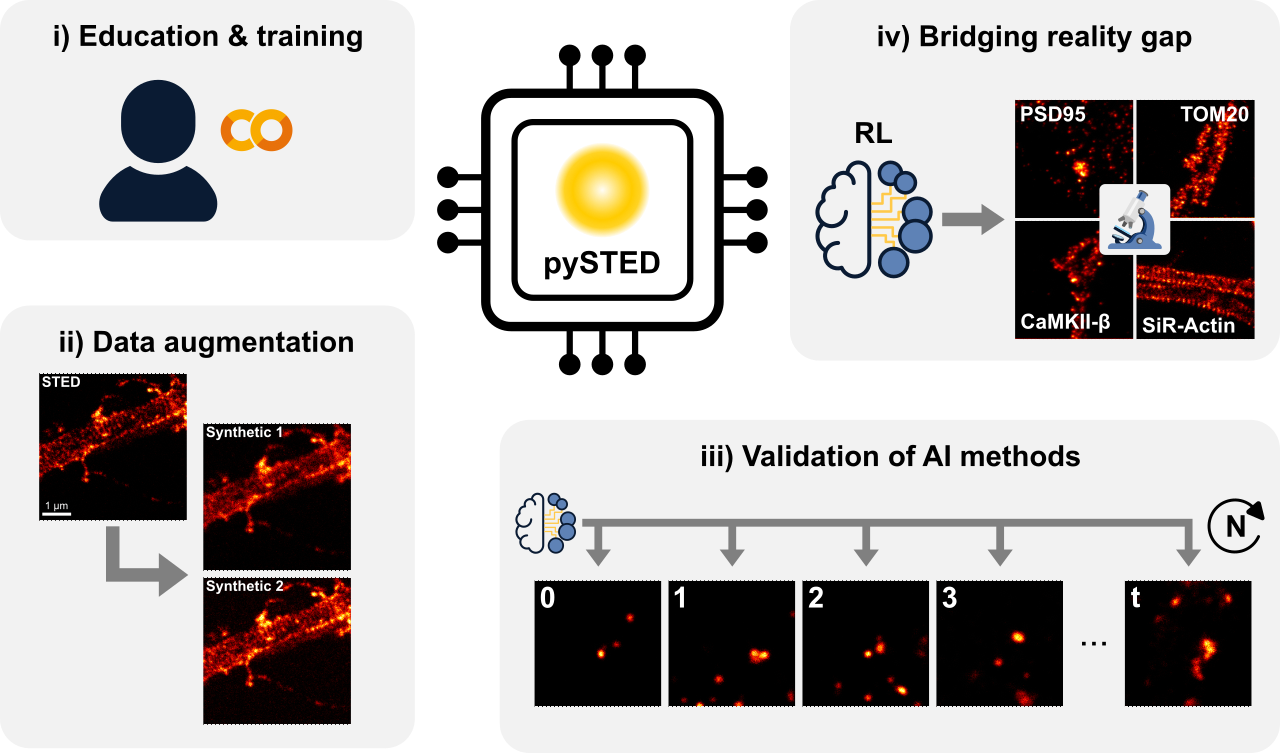 i) Education & training
pySTED
iv) Bridging reality gap
RL
PSD95
TOM20
CaMKII-β
SiR-Actin
ii) Data augmentation
STED
1 µm
Synthetic 1
Synthetic 2
iii) Validation of AI methods
N
0
1
2
3
...
t